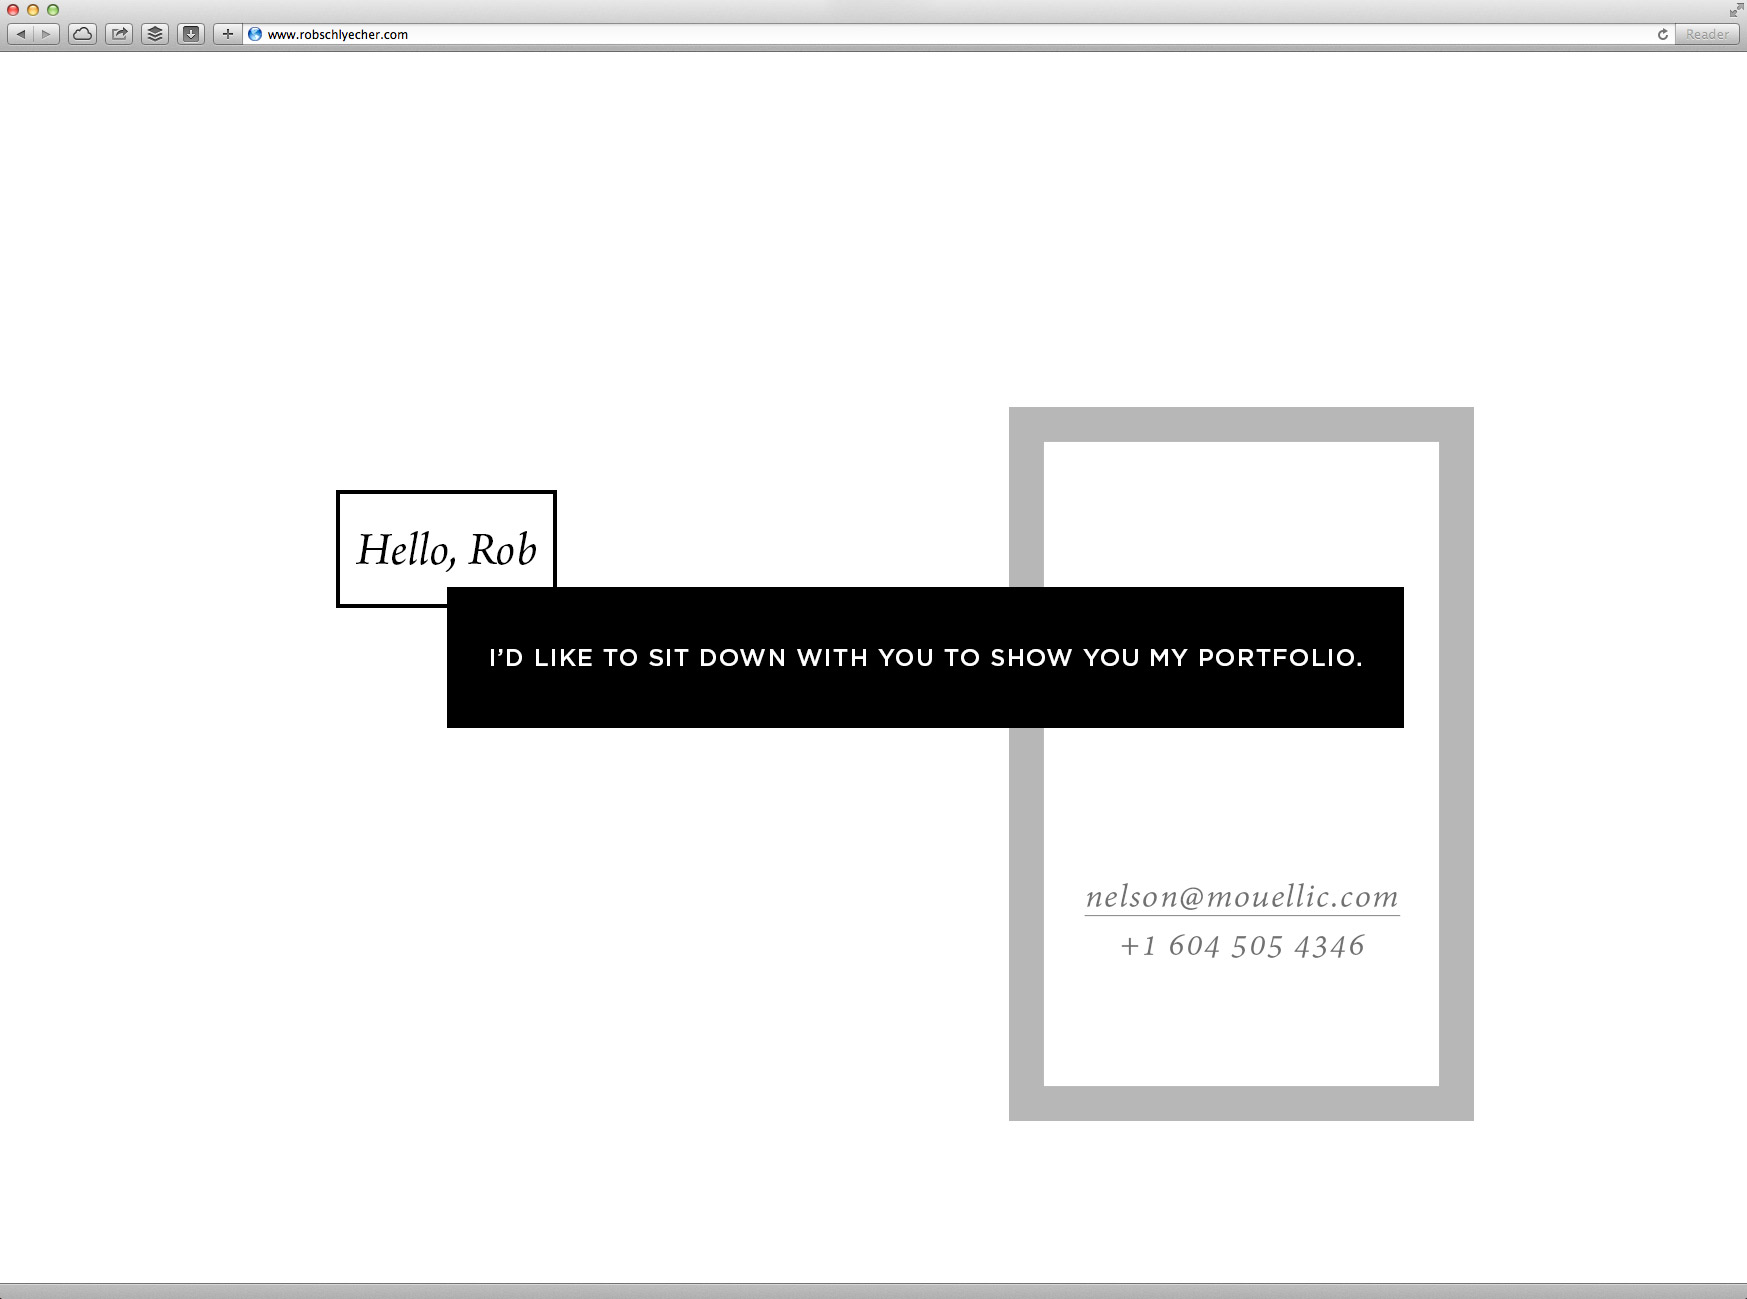 www.robschlyecher.com
Reader
Hello, Rob
I’D LIKE TO SIT DOWN WITH YOU TO SHOW YOU MY PORTFOLIO.
nelson@mouellic.com
+1 604 505 4346